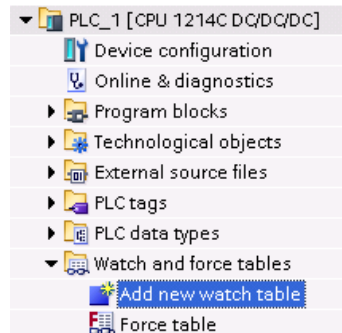 PLC_1 [CPU 1214C DC/DC/DC]
Device configuration
Online & diagnostics
Program blocks
Technological objects
External source files
PLC tags
PLC data types
Watch and force tables
Add new watch table
Force table